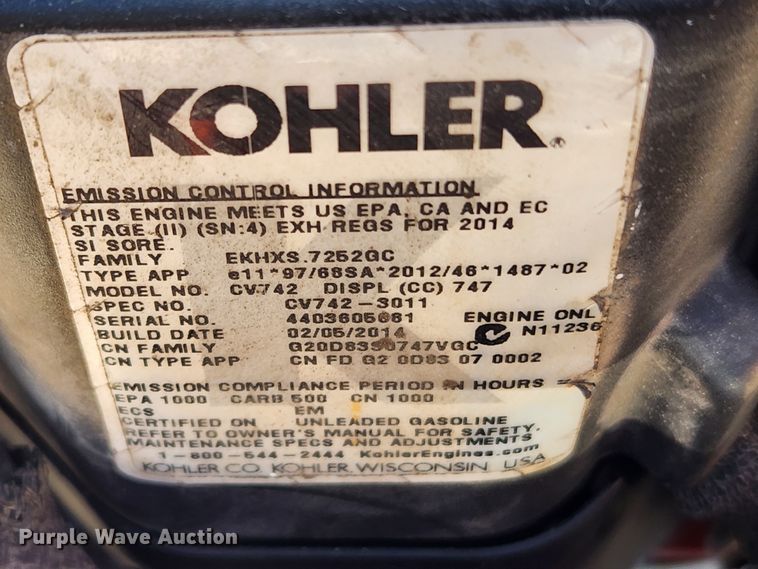 KOHLER®
EMISSION CONTROL INFORMATION
THIS ENGINE MEETS US EPA, CA AND EC
STAGE (II) (SN:4) EXH REGS FOR 2014
SI SORE.
FAMILY EKHXS.7252GC
TYPE APP e11*97/68SA*2012/46*1487*02
MODEL NO. CV742 DISPL (CC) 747
SPEC NO. CV742-3011
SERIAL NO. 4403605661 ENGINE ONL
BUILD DATE 02/05/2014 N11236
CN FAMILY
CN TYPE APP CN FD G2 0D83 07 0002
EMISSION COMPLIANCE PERIOD IN HOURS
EPA 1000 CARB 500 CN 1000
ECS EM
CERTIFIED ON UNLEADED GASOLINE
REFER TO OWNER'S MANUAL FOR SAFETY,
MAINTENANCE SPECS AND ADJUSTMENTS
1-800-544-2444 KohlerEngines.com
KOHLER CO. KOHLER, WISCONSIN USA
Purple Wave Auction